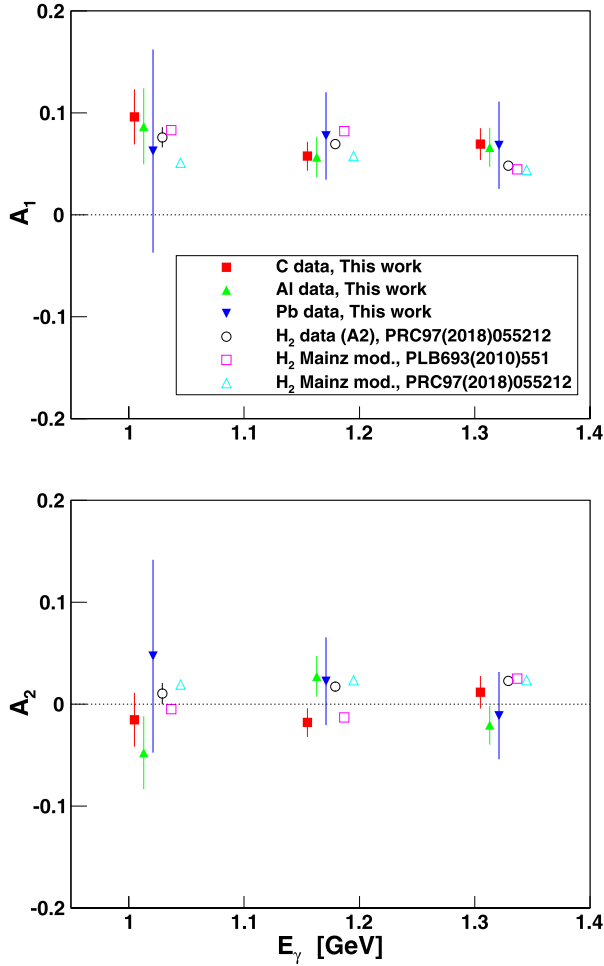 0.2
0.1
0
-0.1
-0.2
A₁
C data, This work
Al data, This work
Pb data, This work
H₂ data (A2), PRC97(2018)055212
H₂ Mainz mod., PLB693(2010)551
H₂ Mainz mod., PRC97(2018)055212
1 1.1 1.2 1.3 1.4
0.2
0.1
0
-0.1
-0.2
A₂
1 1.1 1.2 1.3 1.4
Eᵧ [GeV]